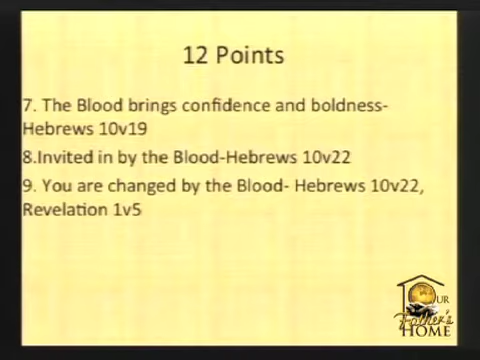 12 Points
7. The Blood brings confidence and boldness-
Hebrews 10v19
8.Invited in by the Blood-Hebrews 10v22
9. You are changed by the Blood- Hebrews 10v22,
Revelation 1v5
OUR
Father's
HOME